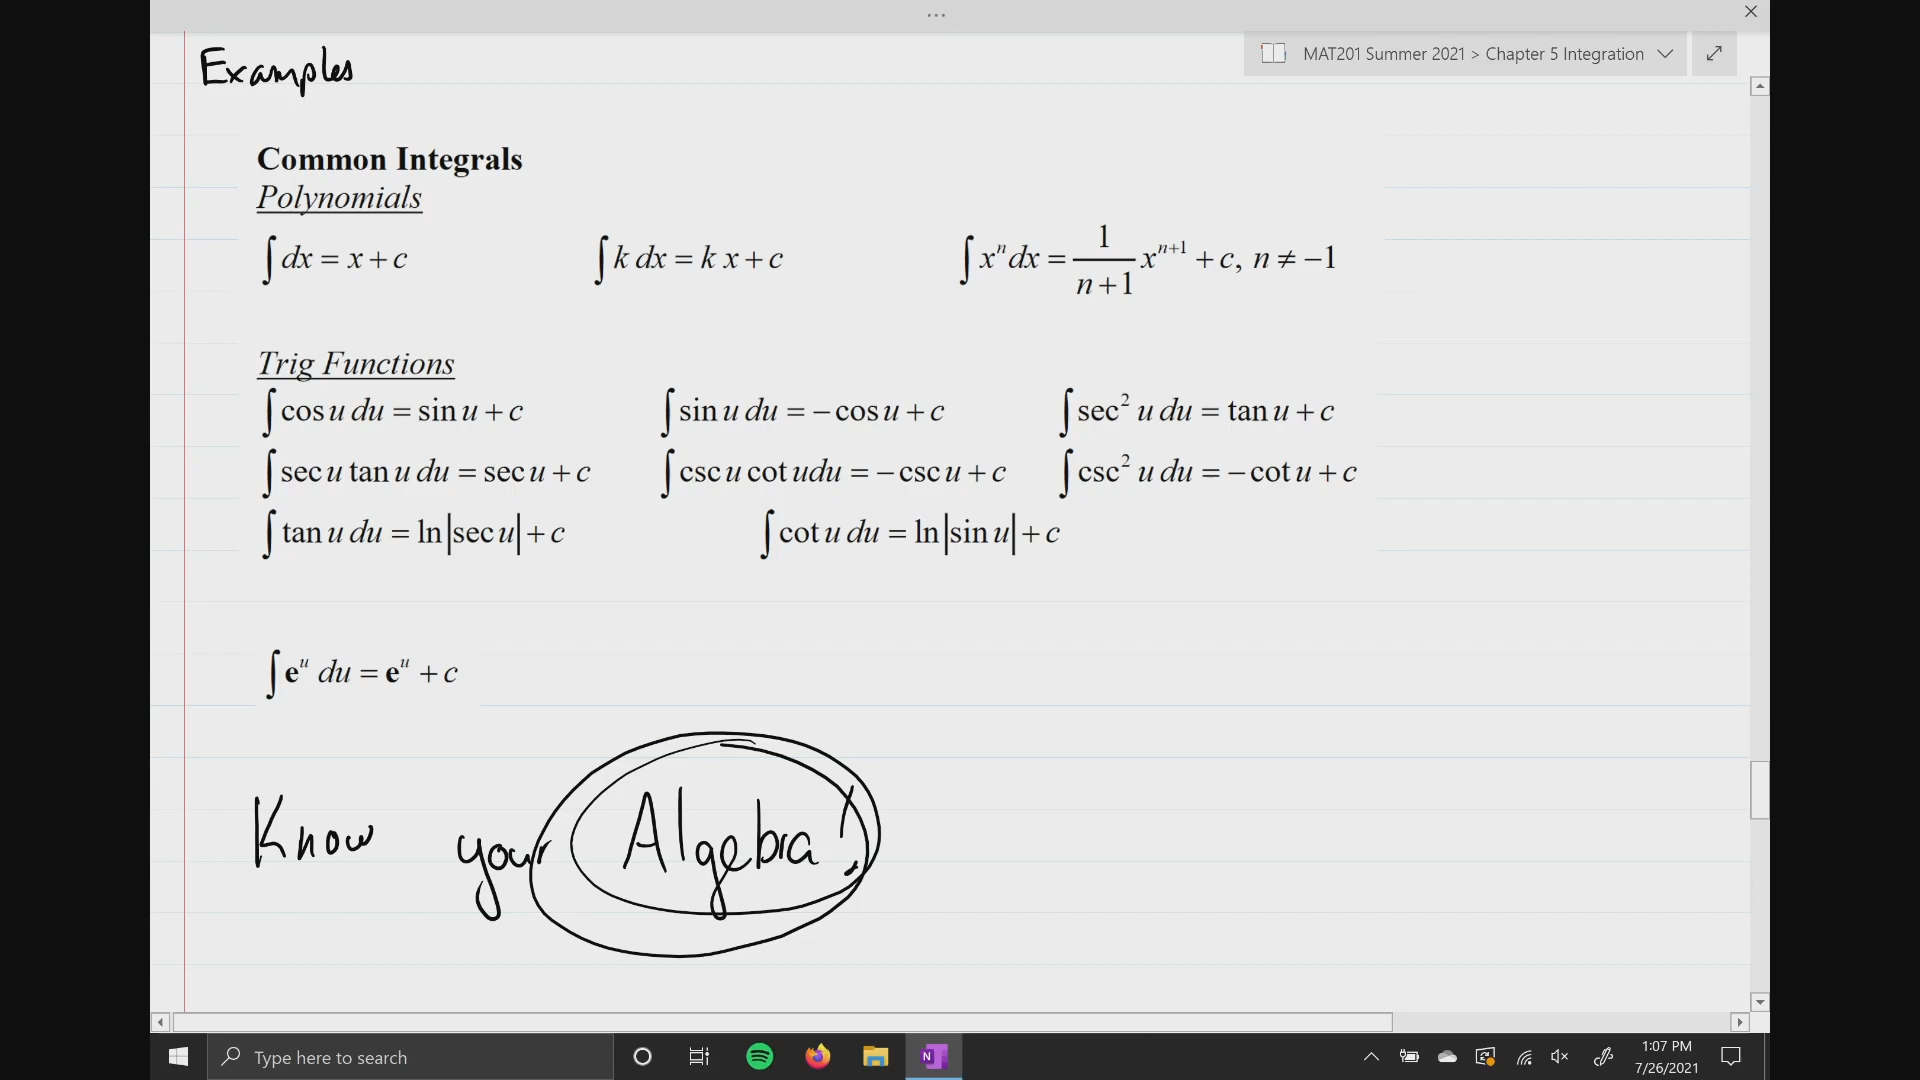 ...
Examples
MAT201 Summer 2021 > Chapter 5 Integration
Common Integrals
Polynomials
∫ dx = x + c ∫ k dx = k x + c ∫ xⁿ dx = 1/(n+1) xⁿ⁺¹ + c, n ≠ −1
Trig Functions
∫ cos u du = sin u + c ∫ sin u du = − cos u + c ∫ sec² u du = tan u + c
∫ sec u tan u du = sec u + c ∫ csc u cot udu = − csc u + c ∫ csc² u du = − cot u + c
∫ tan u du = ln|sec u| + c ∫ cot u du = ln|sin u| + c
∫ eᵘ du = eᵘ + c
Know your Algebra!
Type here to search
N
1:07 PM
7/26/2021